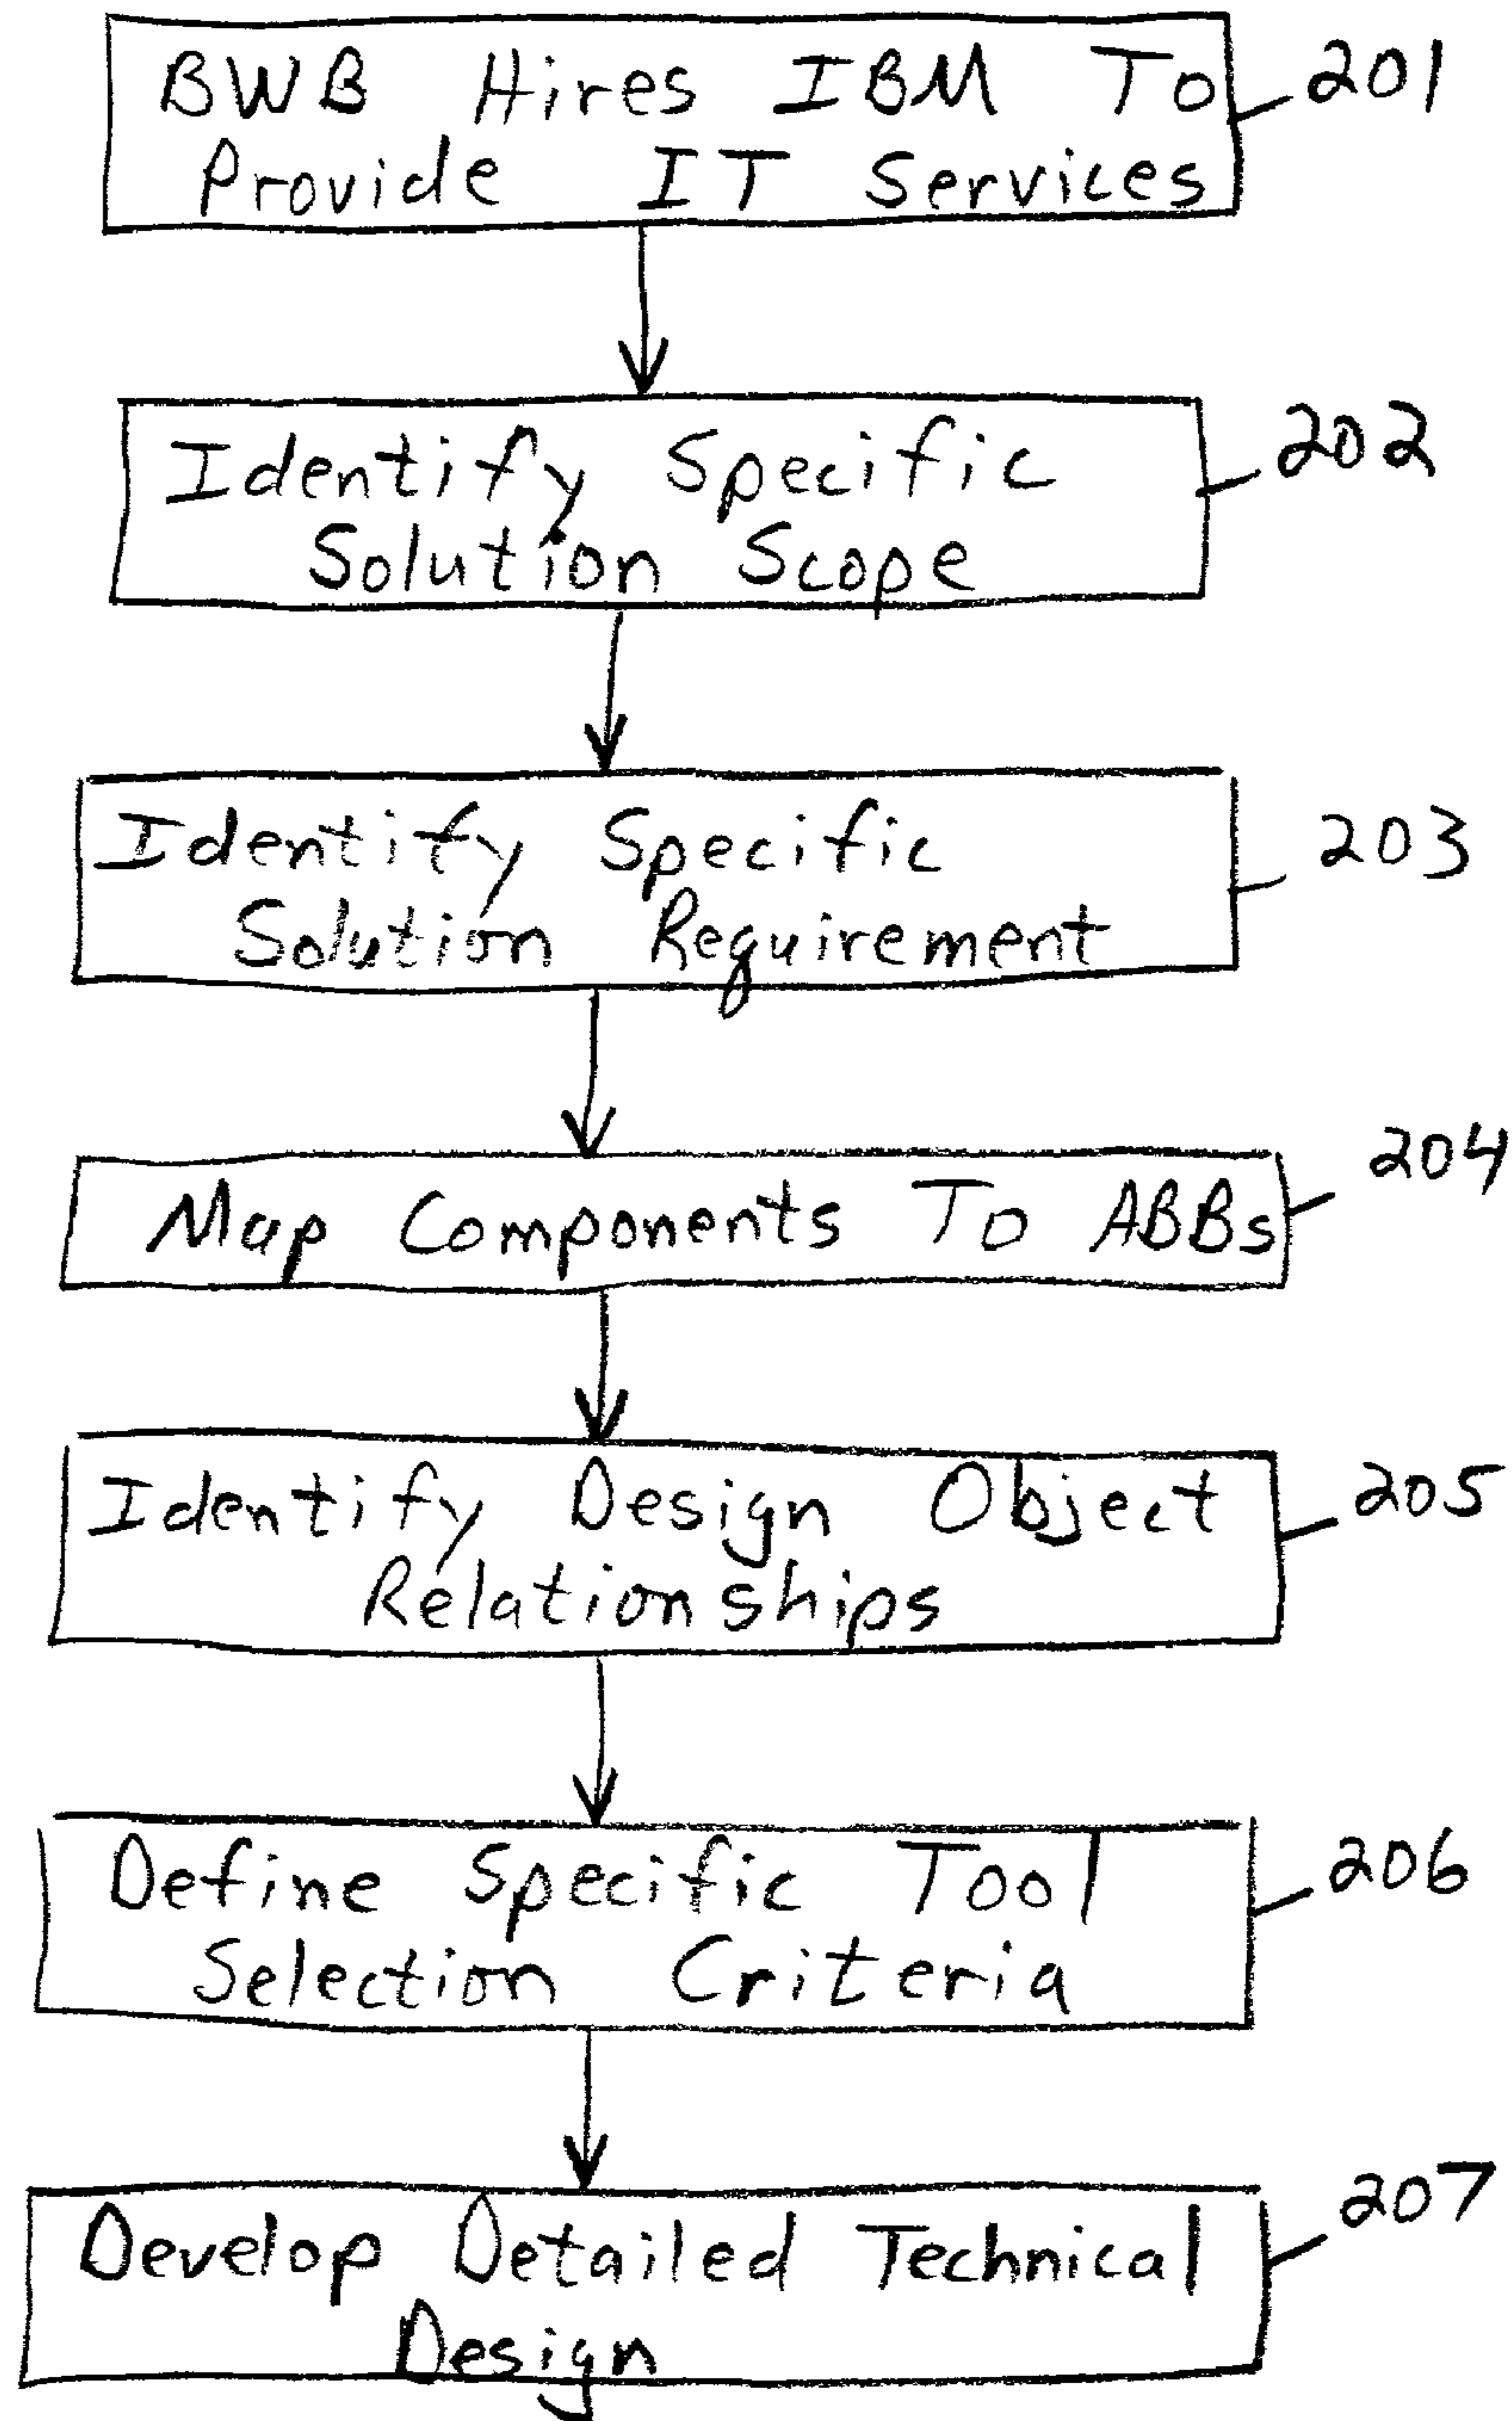 BWB Hires IBM To
Provide IT Services
201
Identify Specific
Solution Scope
202
Identify Specific
Solution Requirement
203
Map Components To ABBs
204
Identify Design Object
Relationships
205
Define Specific Tool
Selection Criteria
206
Develop Detailed Technical
Design
207